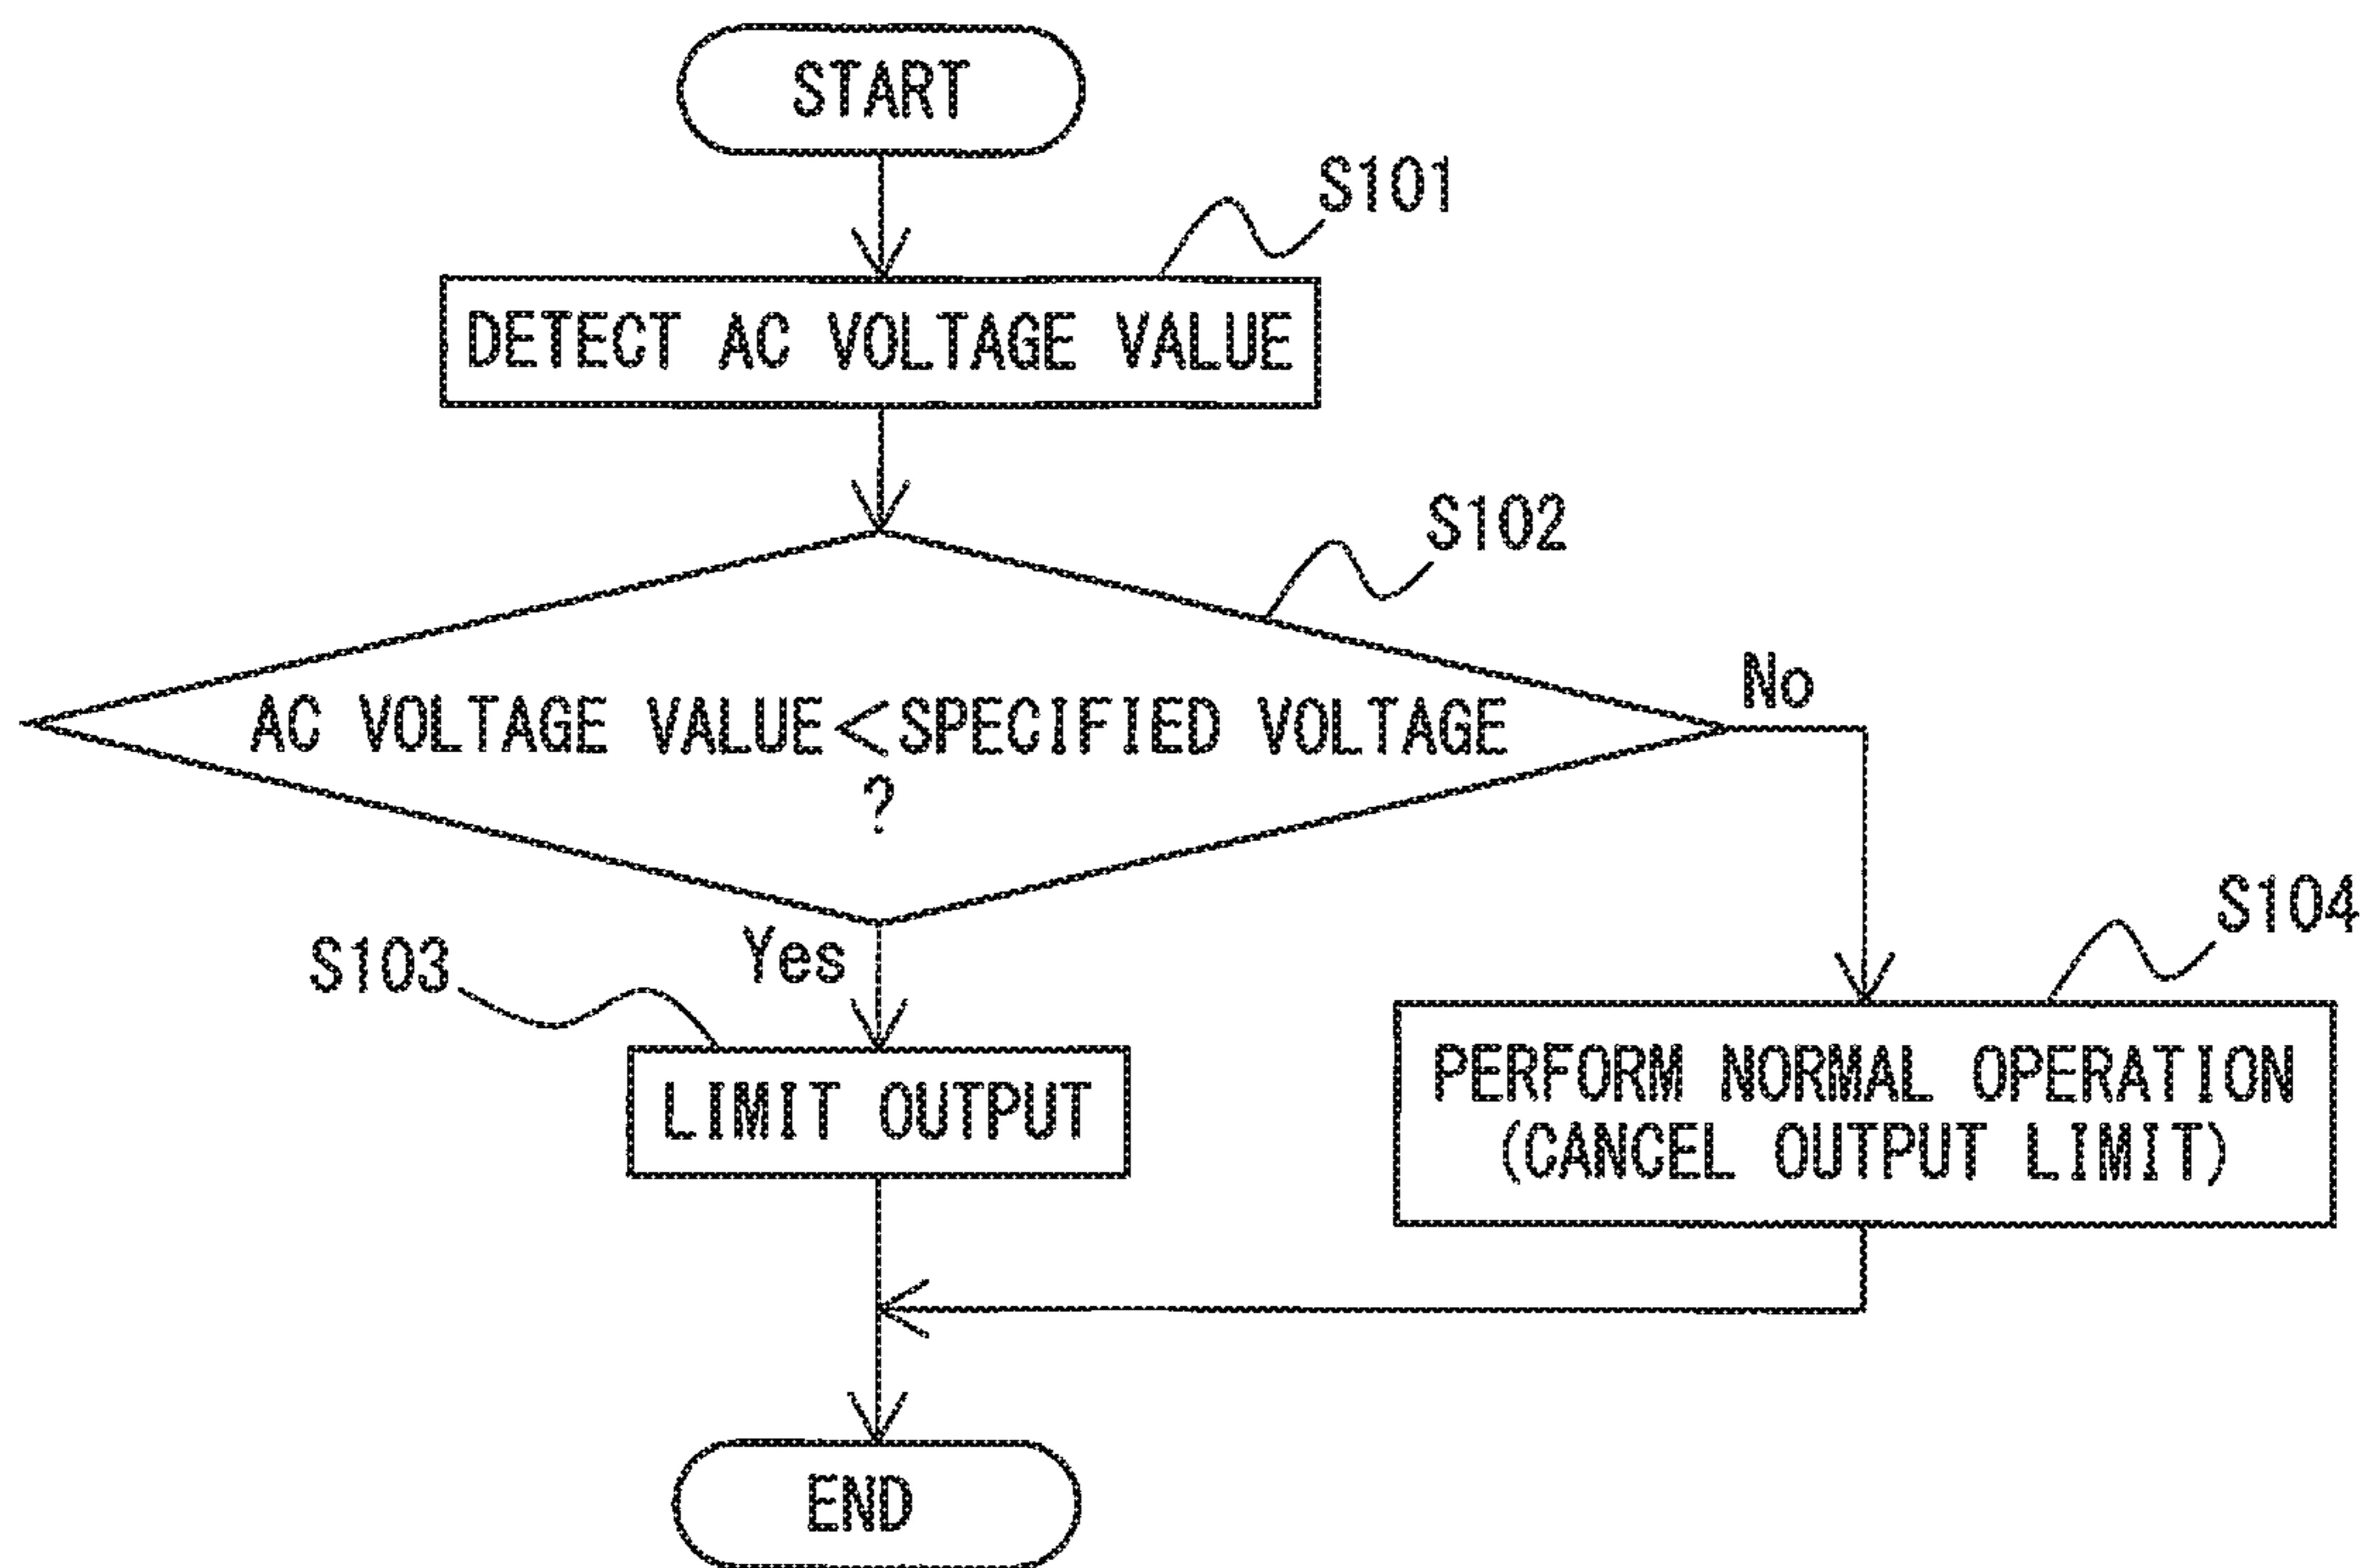 START
S101
DETECT AC VOLTAGE VALUE
S102
No
AC VOLTAGE VALUE<SPECIFIED VOLTAGE
?
S104
Yes
S103
PERFORM NORMAL OPERATION
(CANCEL OUTPUT LIMIT)
LIMIT OUTPUT
END